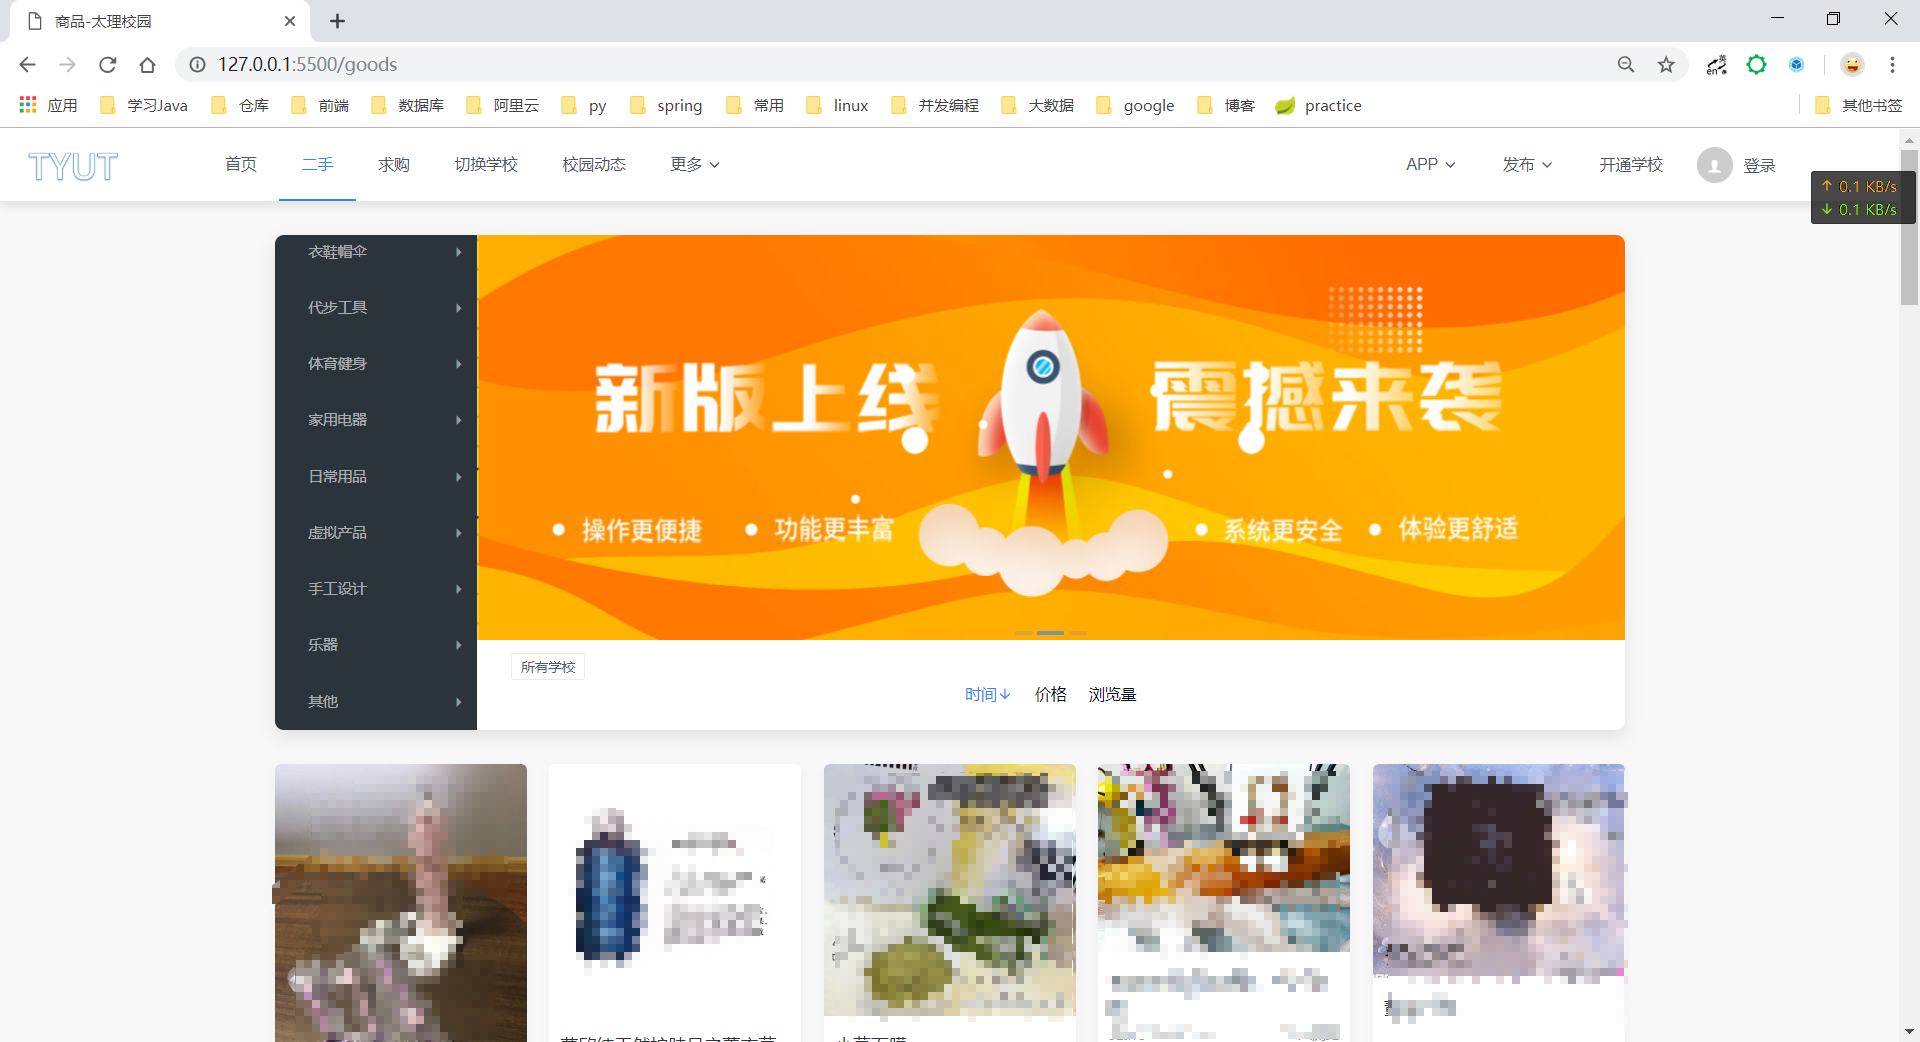 商品-太理校园
127.0.0.1:5500/goods
应用 学习Java 仓库 前端 数据库 阿里云 py spring 常用 linux 并发编程 大数据 google 博客 practice 其他书签
TYUT 首页 二手 求购 切换学校 校园动态 更多 APP 发布 开通学校 登录
↑ 0.1 KB/s
↓ 0.1 KB/s
衣鞋帽伞
代步工具
体育健身
家用电器
日常用品
虚拟产品
手工设计
乐器
其他
新版上线 震撼来袭
操作更便捷 功能更丰富 系统更安全 体验更舒适
所有学校
时间↓ 价格 浏览量